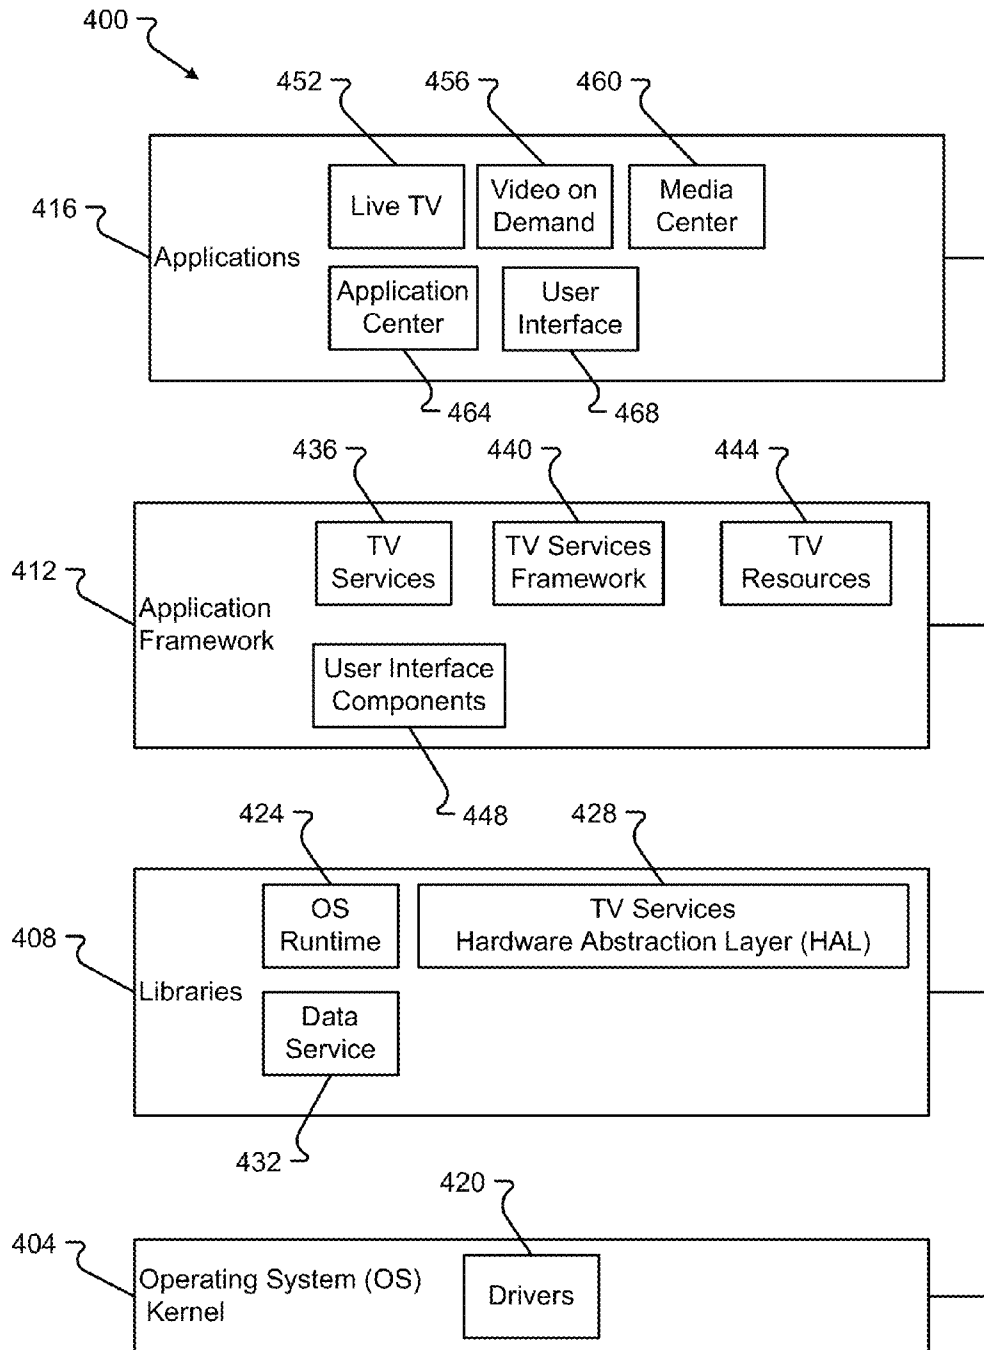 400
452
456
460
416
Applications
Live TV
Video on
Demand
Media
Center
Application
Center
User
Interface
464
468
436
440
444
412
Application
Framework
TV
Services
TV Services
Framework
TV
Resources
User Interface
Components
448
424
428
408
Libraries
OS
Runtime
TV Services
Hardware Abstraction Layer (HAL)
Data
Service
432
420
404
Operating System (OS)
Kernel
Drivers